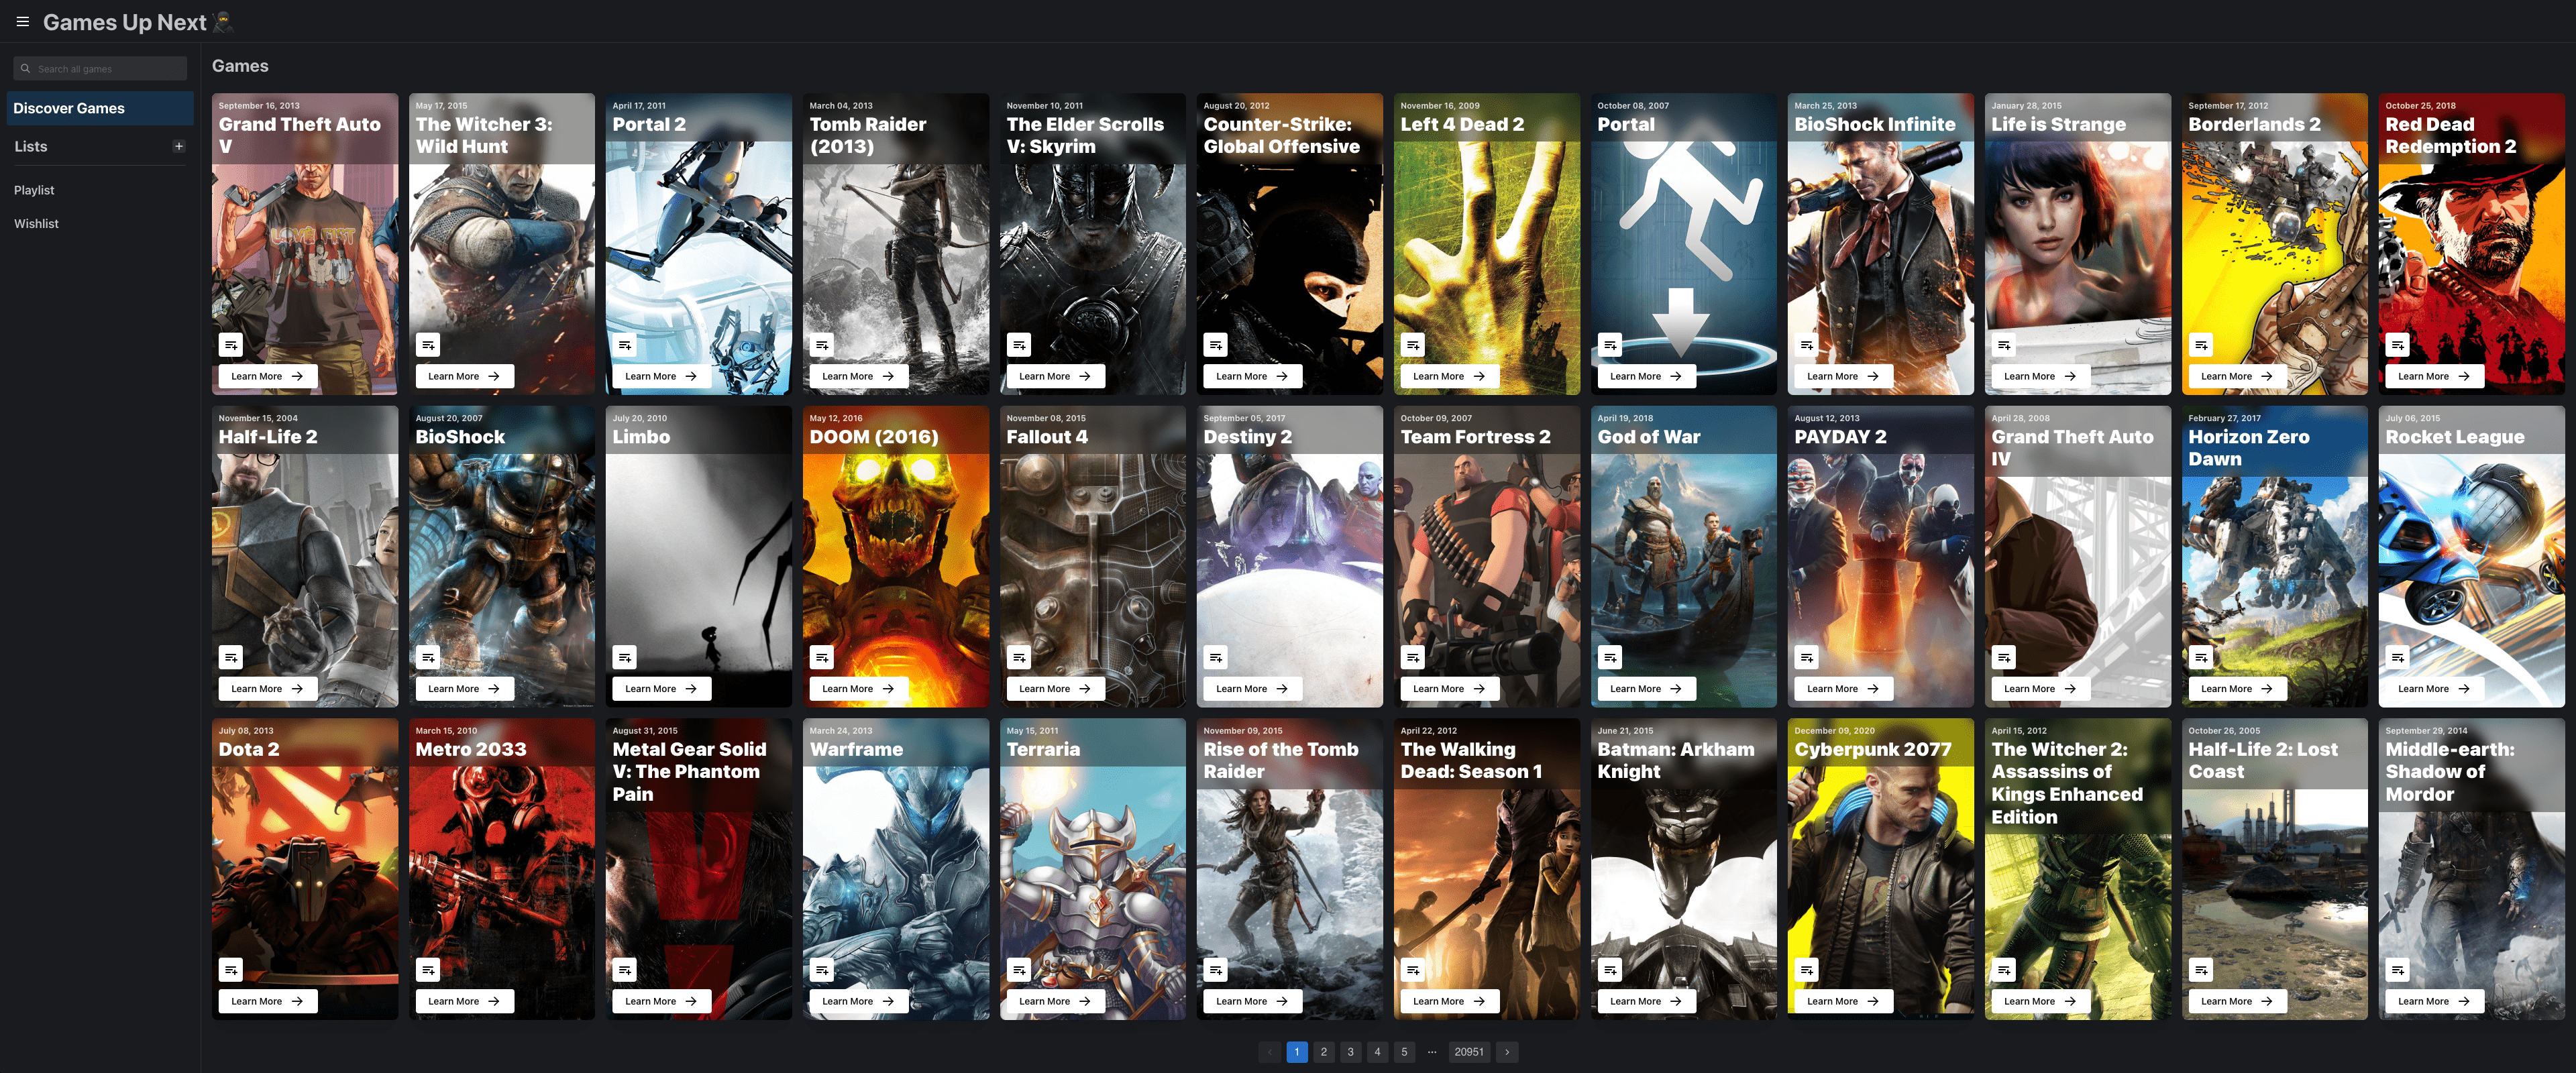 Games Up Next
Search all games
Discover Games
Lists
Playlist
Wishlist
Games
September 16, 2013
Grand Theft Auto
V
Learn More
May 17, 2015
The Witcher 3:
Wild Hunt
Learn More
April 17, 2011
Portal 2
Learn More
March 04, 2013
Tomb Raider
(2013)
Learn More
November 10, 2011
The Elder Scrolls
V: Skyrim
Learn More
August 20, 2012
Counter-Strike:
Global Offensive
Learn More
November 16, 2009
Left 4 Dead 2
Learn More
October 08, 2007
Portal
Learn More
March 25, 2013
BioShock Infinite
Learn More
January 28, 2015
Life is Strange
Learn More
September 17, 2012
Borderlands 2
Learn More
October 25, 2018
Red Dead
Redemption 2
Learn More
November 15, 2004
Half-Life 2
Learn More
August 20, 2007
BioShock
Learn More
July 20, 2010
Limbo
Learn More
May 12, 2016
DOOM (2016)
Learn More
November 08, 2015
Fallout 4
Learn More
September 05, 2017
Destiny 2
Learn More
October 09, 2007
Team Fortress 2
Learn More
April 19, 2018
God of War
Learn More
August 12, 2013
PAYDAY 2
Learn More
April 28, 2008
Grand Theft Auto
IV
Learn More
February 27, 2017
Horizon Zero
Dawn
Learn More
July 06, 2015
Rocket League
Learn More
July 08, 2013
Dota 2
Learn More
March 15, 2010
Metro 2033
Learn More
August 31, 2015
Metal Gear Solid
V: The Phantom
Pain
Learn More
March 24, 2013
Warframe
Learn More
May 15, 2011
Terraria
Learn More
November 09, 2015
Rise of the Tomb
Raider
Learn More
April 22, 2012
The Walking
Dead: Season 1
Learn More
June 21, 2015
Batman: Arkham
Knight
Learn More
December 09, 2020
Cyberpunk 2077
Learn More
April 15, 2012
The Witcher 2:
Assassins of
Kings Enhanced
Edition
Learn More
October 26, 2005
Half-Life 2: Lost
Coast
Learn More
September 29, 2014
Middle-earth:
Shadow of
Mordor
Learn More
1 2 3 4 5 ... 20951